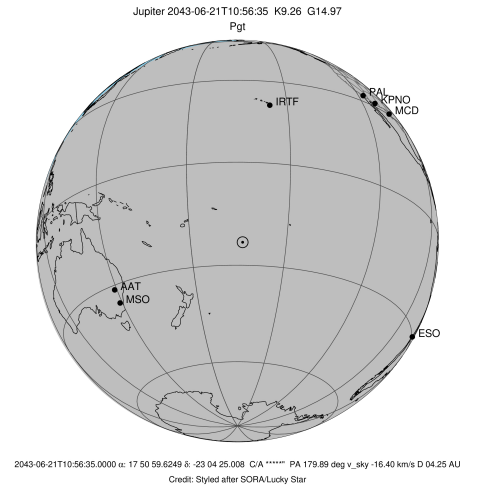 Jupiter 2043-06-21T10:56:35 K9.26 G14.97
Pgt
IRTF
PAL
KPNO
MCD
AAT
MSO
ESO
2043-06-21T10:56:35.0000 α: 17 50 59.6249 δ: -23 04 25.008 C/A *****" PA 179.89 deg v_sky -16.40 km/s D 04.25 AU
Credit: Styled after SORA/Lucky Star